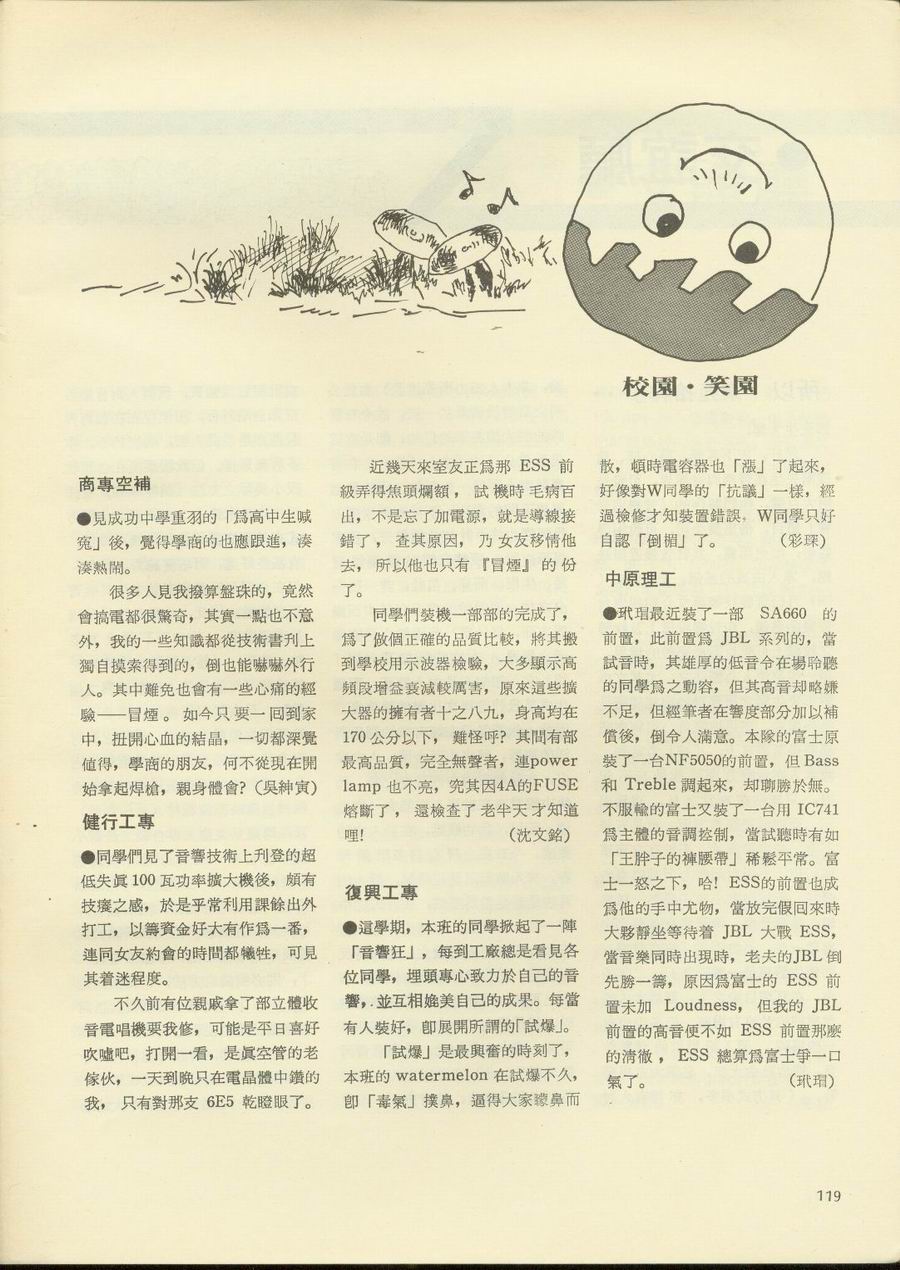 校園・笑園
商專空補
●見成功中學重羽的「爲高中生喊
寃」後，覺得學商的也應跟進，湊
湊熱閙。
很多人見我撥算盤珠的，竟然
會搞電都很驚奇，其實一點也不意
外，我的一些知識都從技術書刋上
獨自摸索得到的，倒也能嚇嚇外行
人。其中難免也會有一些心痛的經
驗——冒煙。如今只要一回到家
中，扭開心血的結晶，一切都深覺
値得，學商的朋友，何不從現在開
始拿起焊槍，親身體會？(吳紳寅)
健行工專
●同學們見了音響技術上刋登的超
低失眞100瓦功率擴大機後，頗有
技癢之感，於是乎常利用課餘出外
打工，以籌資金好大有作爲一番，
連同女友約會的時間都犧牲，可見
其着迷程度。
不久前有位親戚拿了部立體收
音電唱機要我修，可能是平日喜好
吹噓吧，打開一看，是眞空管的老
傢伙，一天到晚只在電晶體中鑽的
我，只有對那支 6E5 乾瞪眼了。
近幾天來室友正爲那 ESS 前
級弄得焦頭爛額，試機時毛病百
出，不是忘了加電源，就是導線接
錯了，查其原因，乃女友移情他
去，所以他也只有『冒煙』的份
了。
同學們裝機一部部的完成了，
爲了做個正確的品質比較，將其搬
到學校用示波器檢驗，大多顯示高
頻段增益衰減較厲害，原來這些擴
大器的擁有者十之八九，身高均在
170公分以下，難怪呼？其間有部
最高品質，完全無聲者，連power
lamp 也不亮，究其因4A的FUSE
熔斷了，還檢查了老半天才知道
哩！ (沈文銘)
復興工專
●這學期，本班的同學掀起了一陣
「音響狂」，每到工廠總是看見各
位同學，埋頭專心致力於自己的音
響，並互相媲美自己的成果。每當
有人裝好，卽展開所謂的「試爆」。
「試爆」是最興奮的時刻了，
本班的 watermelon 在試爆不久，
卽「毒氣」撲鼻，逼得大家矇鼻而
散，頓時電容器也「漲」了起來，
好像對W同學的「抗議」一樣，經
過檢修才知裝置錯誤，W同學只好
自認「倒楣」了。 (彩琛)
中原理工
●玳瑁最近裝了一部 SA660 的
前置，此前置爲 JBL 系列的，當
試音時，其雄厚的低音令在場聆聽
的同學爲之動容，但其高音却略嫌
不足，但經筆者在響度部分加以補
償後，倒令人滿意。本隊的富士原
裝了一台NF5050的前置，但 Bass
和 Treble 調起來，却聊勝於無。
不服輸的富士又裝了一台用 IC741
爲主體的音調控制，當試聽時有如
「王胖子的褲腰帶」稀鬆平常。富
士一怒之下，哈！ ESS的前置也成
爲他的手中尤物，當放完假回來時
大夥靜坐等待着 JBL 大戰 ESS，
當音樂同時出現時，老夫的JBL倒
先勝一籌，原因爲富士的 ESS 前
置未加 Loudness，但我的 JBL
前置的高音便不如 ESS 前置那麽
的淸徹，ESS 總算爲富士爭一口
氣了。 (玳瑁)
119